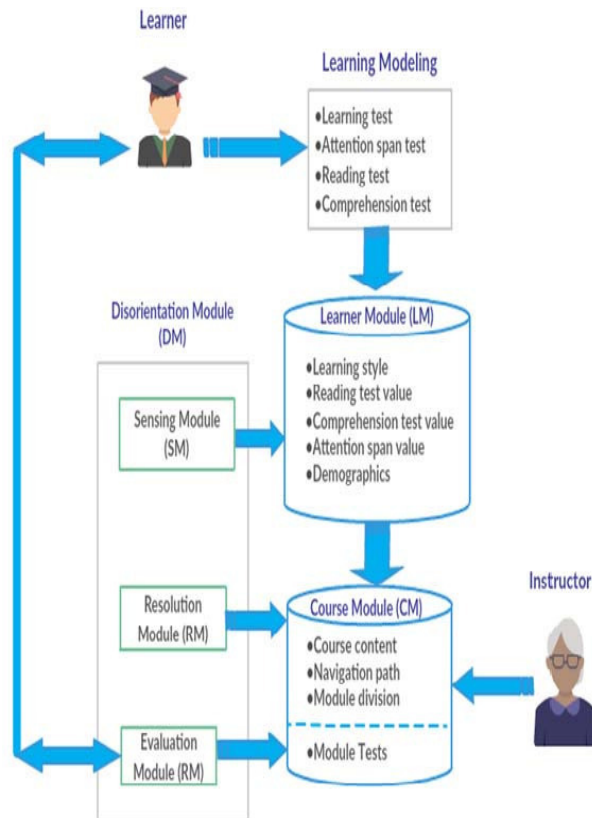 Learner
Learning Modeling
●Learning test
●Attention span test
●Reading test
●Comprehension test
Disorientation Module
(DM)
Learner Module (LM)
●Learning style
●Reading test value
●Comprehension test value
●Attention span value
●Demographics
Sensing Module
(SM)
Resolution
Module (RM)
Course Module (CM)
●Course content
●Navigation path
●Module division
●Module Tests
Instructor
Evaluation
Module (RM)